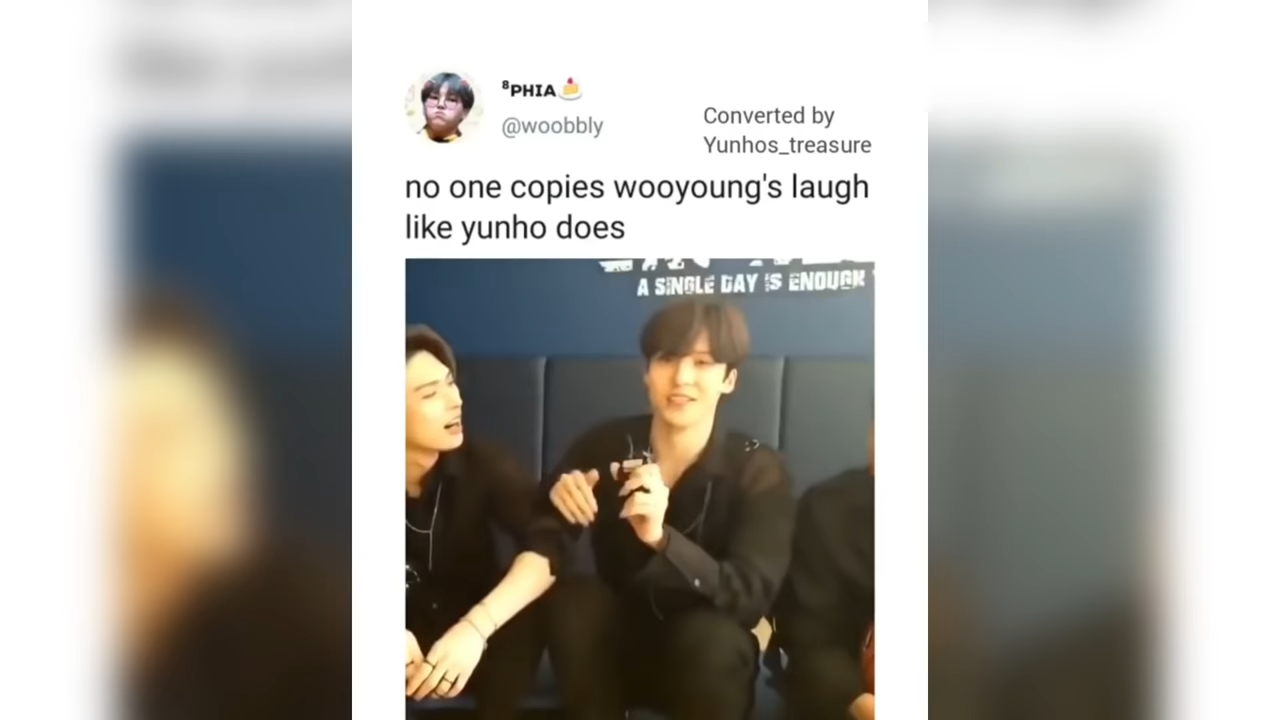 ⁸PHIA🍰
@woobbly
Converted by
Yunhos_treasure
no one copies wooyoung's laugh
like yunho does
A SINGLE DAY IS ENOUGH